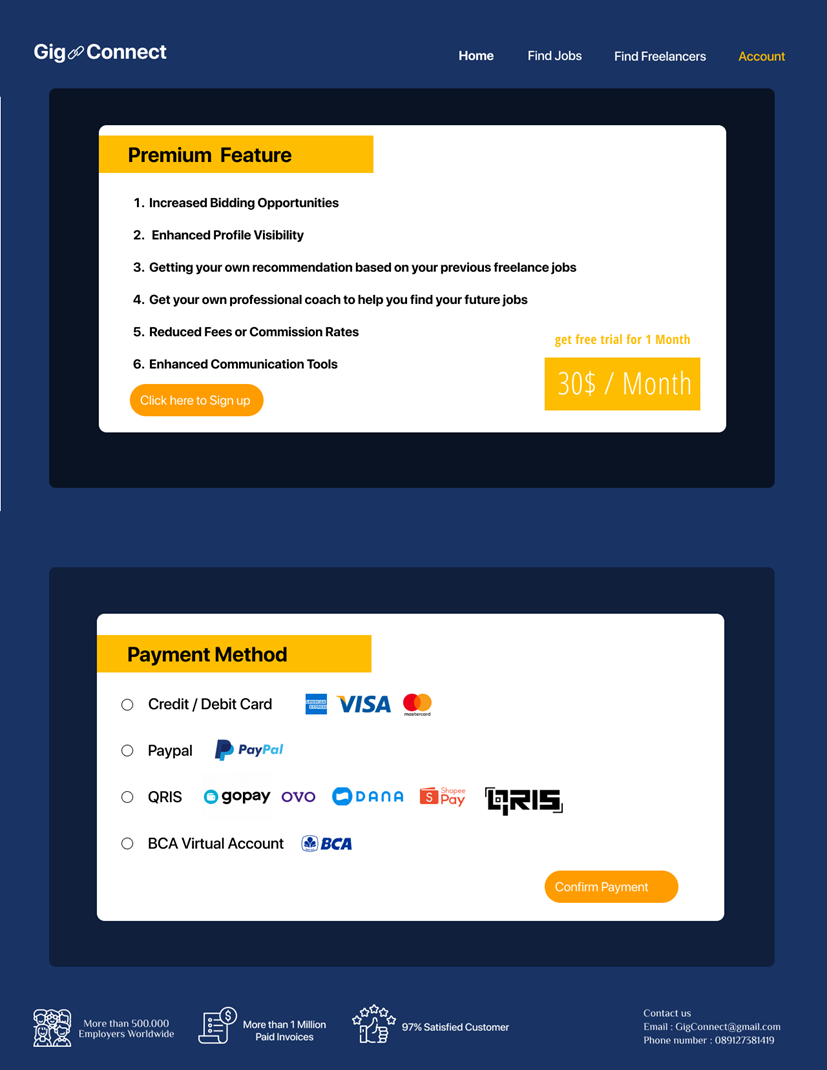 Gig Connect
Home Find Jobs Find Freelancers Account
Premium Feature
1. Increased Bidding Opportunities
2. Enhanced Profile Visibility
3. Getting your own recommendation based on your previous freelance jobs
4. Get your own professional coach to help you find your future jobs
5. Reduced Fees or Commission Rates
6. Enhanced Communication Tools
Click here to Sign up
get free trial for 1 Month
30$ / Month
Payment Method
Credit / Debit Card AMERICAN EXPRESS VISA mastercard
Paypal PayPal
QRIS gopay OVO DANA S Shopee Pay QRIS
BCA Virtual Account BCA
Confirm Payment
More than 500.000
Employers Worldwide
More than 1 Million
Paid Invoices
97% Satisfied Customer
Contact us
Email : GigConnect@gmail.com
Phone number : 089127381419